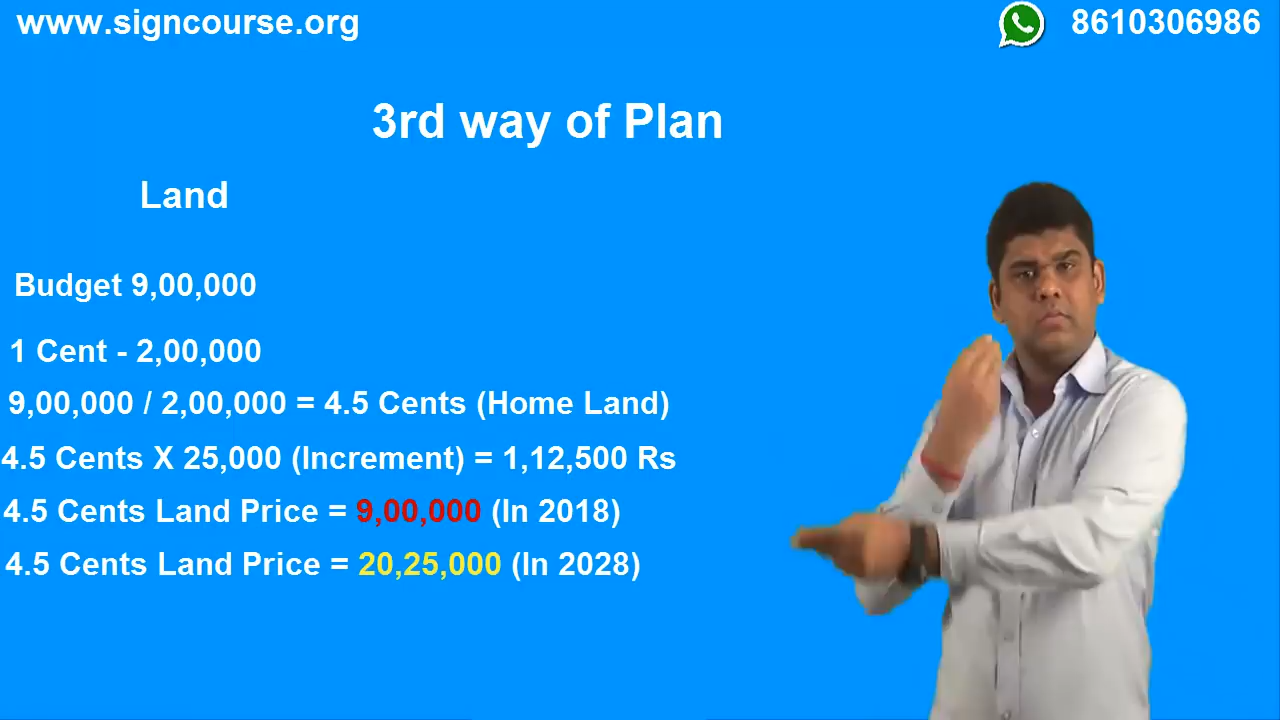 www.signcourse.org
8610306986
3rd way of Plan
Land
Budget 9,00,000
1 Cent - 2,00,000
9,00,000 / 2,00,000 = 4.5 Cents (Home Land)
4.5 Cents X 25,000 (Increment) = 1,12,500 Rs
4.5 Cents Land Price = 9,00,000 (In 2018)
4.5 Cents Land Price = 20,25,000 (In 2028)